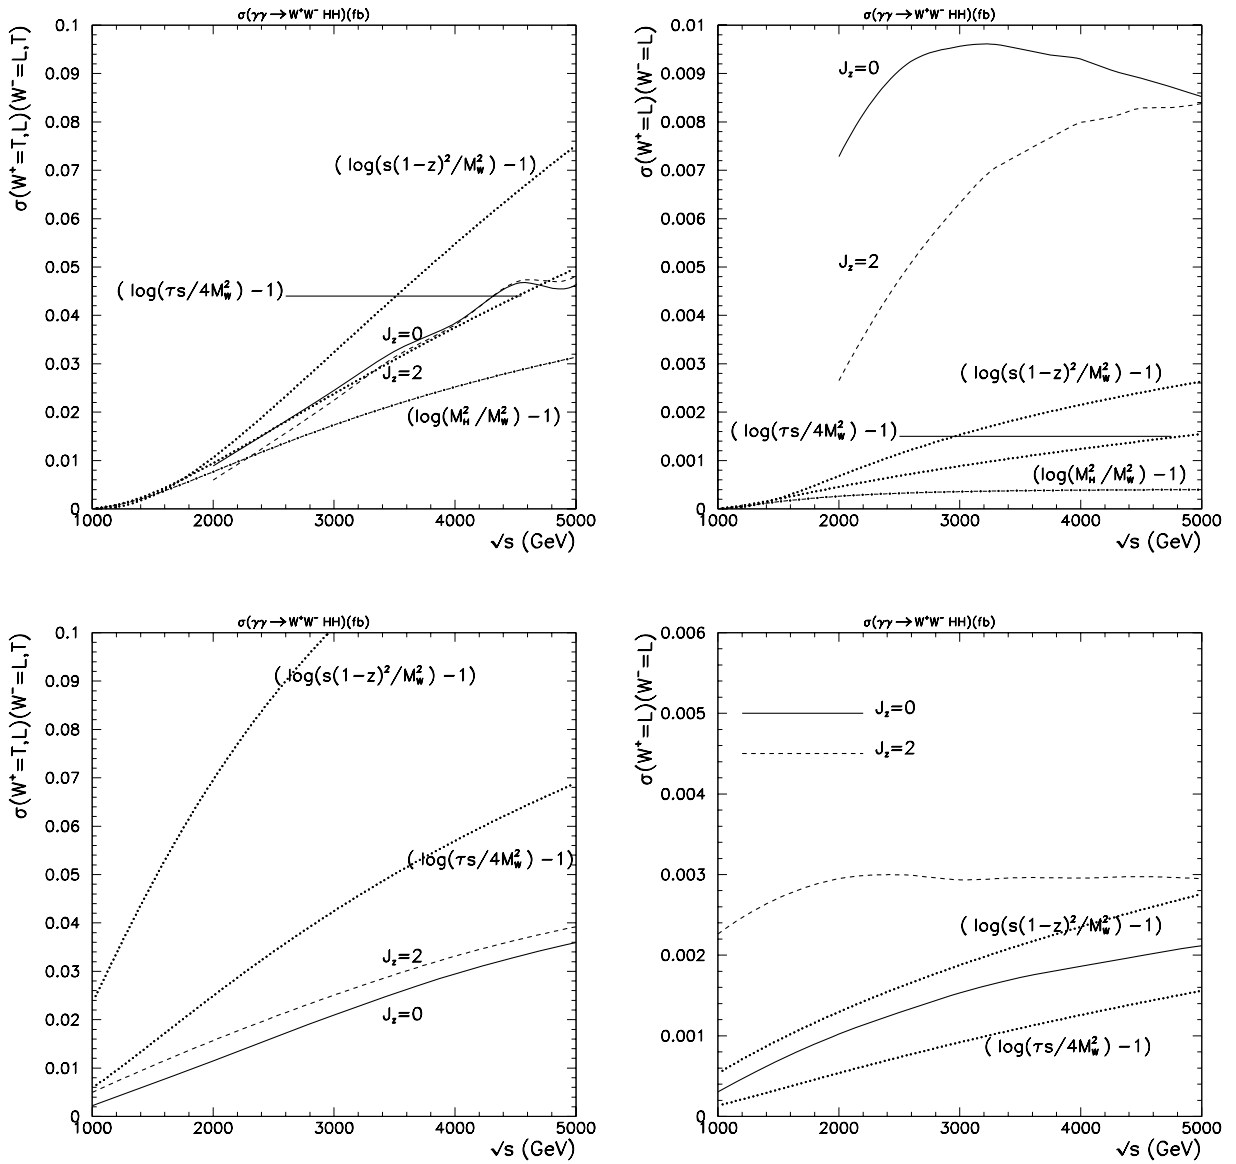 σ(γγ→W⁺W⁻ HH)(fb)
σ(W⁺=T,L)(W⁻=L,T)
0.1
0.09
0.08
0.07
0.06
0.05
0.04
0.03
0.02
0.01
0
( log(s(1−z)²/M²_W) −1)
( log(τs/4M²_W) −1)
J_z=0
J_z=2
(log(M²_H/M²_W) −1)
1000 2000 3000 4000 5000
√s (GeV)
σ(γγ→W⁺W⁻ HH)(fb)
σ(W⁺=L)(W⁻=L)
0.010
0.009
0.008
0.007
0.006
0.005
0.004
0.003
0.002
0.001
0
J_z=0
J_z=2
(log(s(1−z)²/M²_W) −1)
( log(τs/4M²_W) −1)
(log(M²_H/M²_W) −1)
1000 2000 3000 4000 5000
√s (GeV)
σ(γγ→W⁺W⁻ HH)(fb)
σ(W⁺=T,L)(W⁻=L,T)
0.1
0.09
0.08
0.07
0.06
0.05
0.04
0.03
0.02
0.01
0
( log(s(1−z)²/M²_W) −1)
( log(τs/4M²_W) −1)
J_z=2
J_z=0
1000 2000 3000 4000 5000
√s (GeV)
σ(γγ→W⁺W⁻ HH)(fb)
σ(W⁺=L)(W⁻=L)
0.006
0.005
0.004
0.003
0.002
0.001
0
J_z=0
J_z=2
(log(s(1−z)²/M²_W) −1)
( log(τs/4M²_W) −1)
1000 2000 3000 4000 5000
√s (GeV)